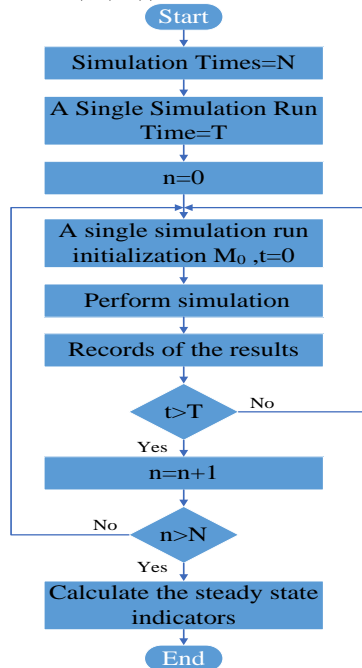 Start
Simulation Times=N
A Single Simulation Run
Time=T
n=0
A single simulation run
initialization M₀ ,t=0
Perform simulation
Records of the results
t>T
No
Yes
n=n+1
No
n>N
Yes
Calculate the steady state
indicators
End